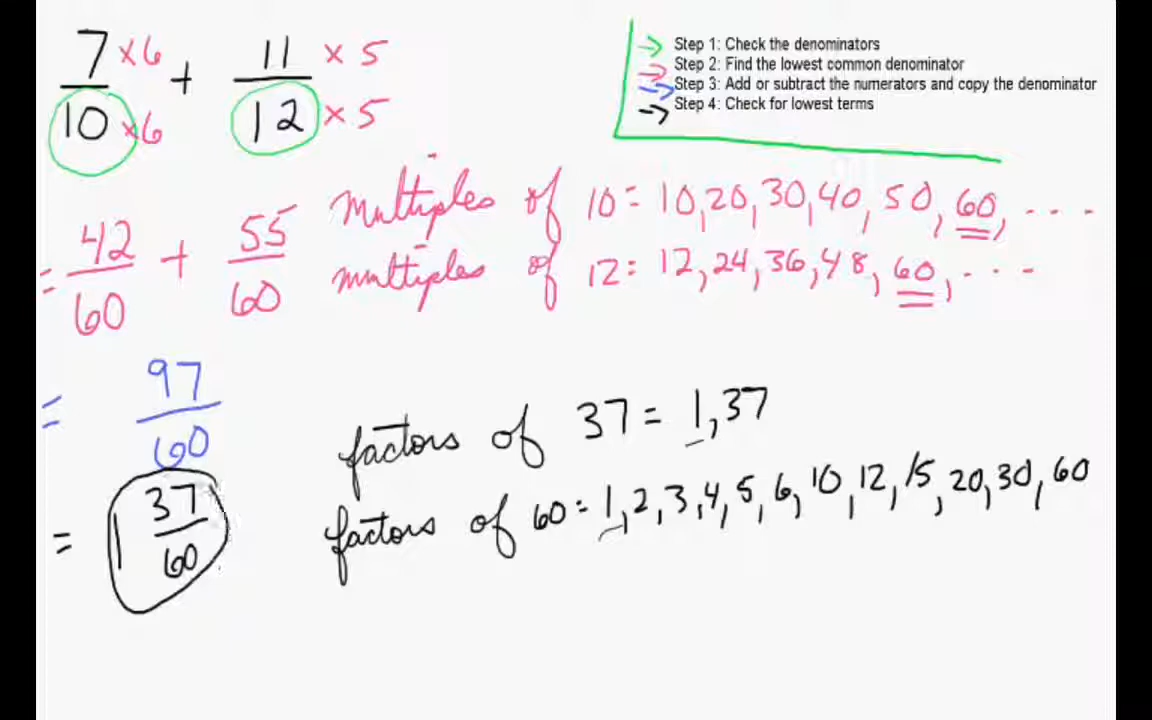 7 ×6 + 11 × 5
10 ×6 12 × 5
Step 1: Check the denominators
Step 2: Find the lowest common denominator
Step 3: Add or subtract the numerators and copy the denominator
Step 4: Check for lowest terms
multiples of 10 = 10, 20, 30, 40, 50, 60, ....
multiples of 12: 12, 24, 36, 48, 60, ...
= 42 + 55
60 60
= 97
60
factors of 37 = 1, 37
factors of 60 = 1, 2, 3, 4, 5, 6, 10, 12, 15, 20, 30, 60
= 1 37
60